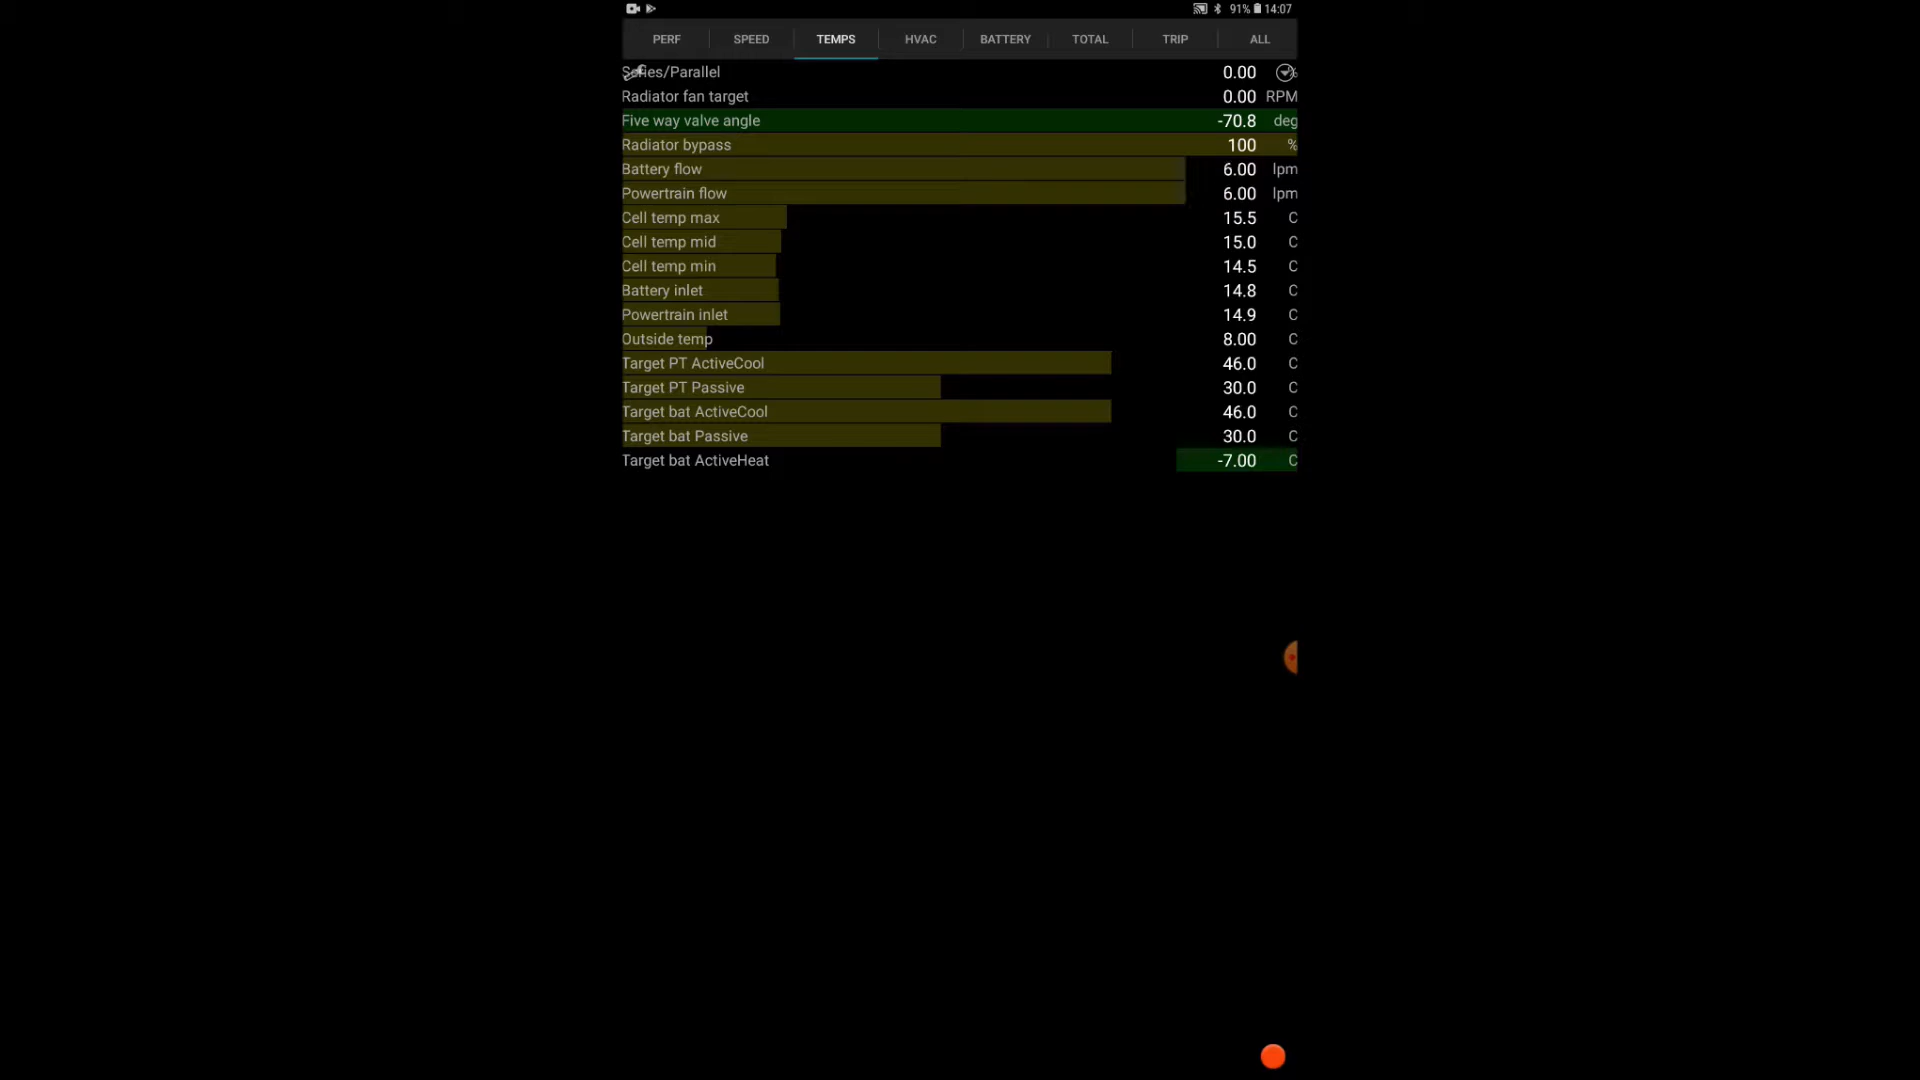 91% 14:07
PERF SPEED TEMPS HVAC BATTERY TOTAL TRIP ALL
Series/Parallel 0.00 %
Radiator fan target 0.00 RPM
Five way valve angle -70.8 deg
Radiator bypass 100 %
Battery flow 6.00 lpm
Powertrain flow 6.00 lpm
Cell temp max 15.5 C
Cell temp mid 15.0 C
Cell temp min 14.5 C
Battery inlet 14.8 C
Powertrain inlet 14.9 C
Outside temp 8.00 C
Target PT ActiveCool 46.0 C
Target PT Passive 30.0 C
Target bat ActiveCool 46.0 C
Target bat Passive 30.0 C
Target bat ActiveHeat -7.00 C